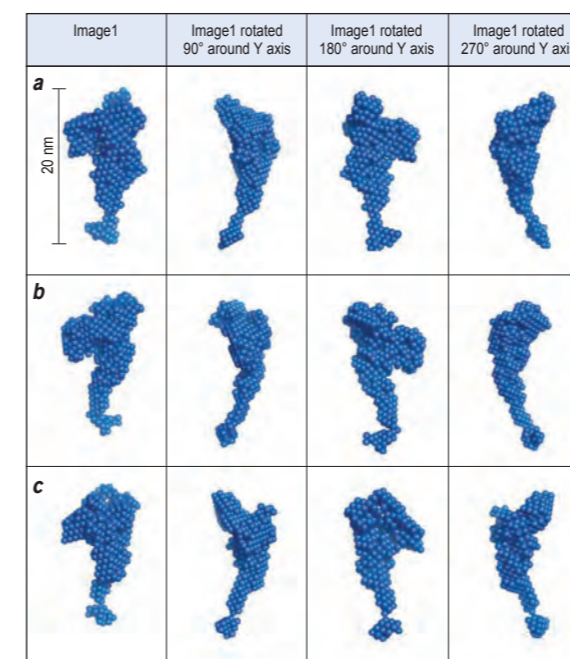 Image1
Image1 rotated
90° around Y axis
Image1 rotated
180° around Y axis
Image1 rotated
270° around Y axi
a
20 nm
b
c